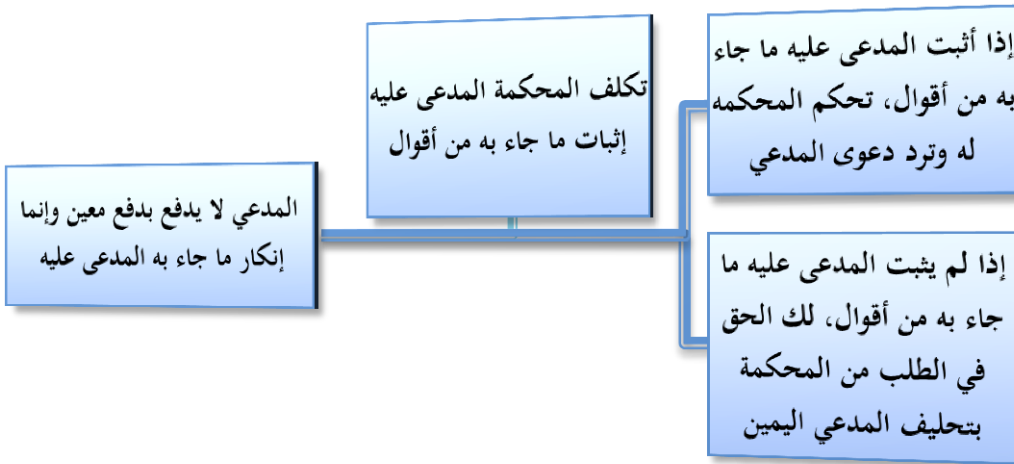 المدعي لا يدفع بدفع معين وإنما
إنكار ما جاء به المدعى عليه
تكلف المحكمة المدعى عليه
إثبات ما جاء به من أقوال
إذا أثبت المدعى عليه ما جاء
به من أقوال، تحكم المحكمه
له وترد دعوى المدعي
إذا لم يثبت المدعى عليه ما
جاء به من أقوال، لك الحق
في الطلب من المحكمة
بتحليف المدعي اليمين